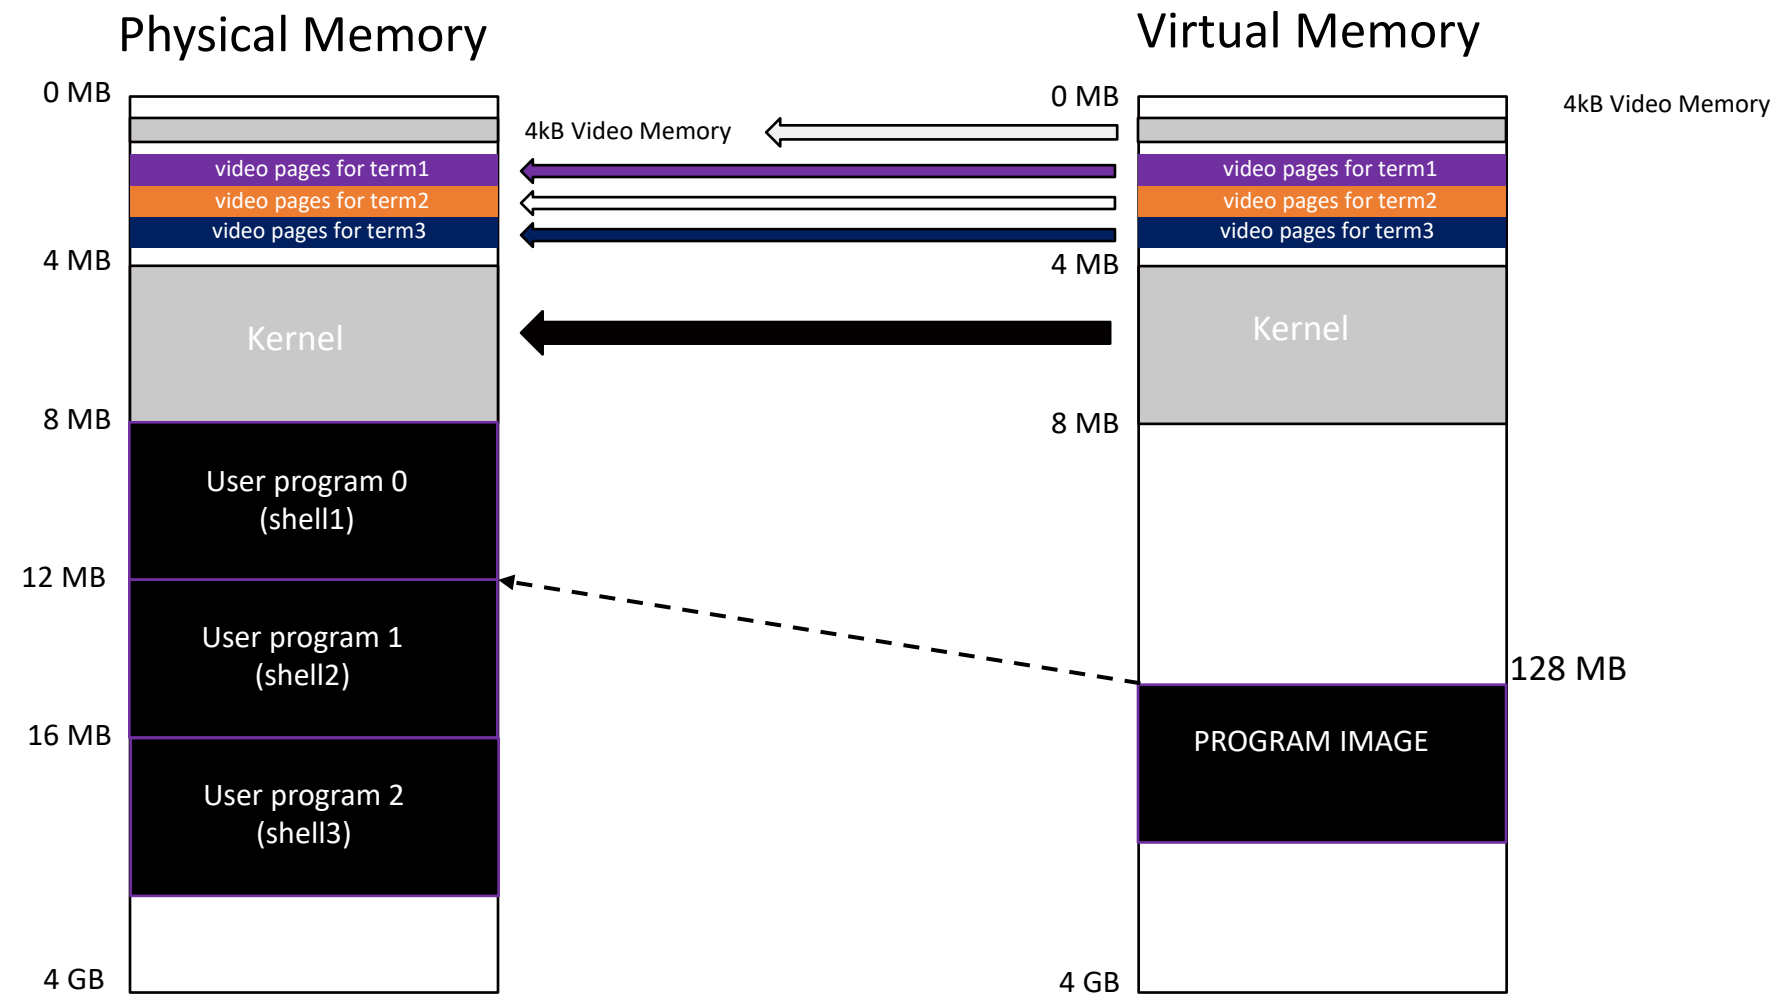 Physical Memory
Virtual Memory
0 MB
4kB Video Memory
video pages for term1
video pages for term2
video pages for term3
4 MB
Kernel
8 MB
User program 0
(shell1)
12 MB
User program 1
(shell2)
16 MB
User program 2
(shell3)
4 GB
0 MB
4kB Video Memory
video pages for term1
video pages for term2
video pages for term3
4 MB
Kernel
8 MB
128 MB
PROGRAM IMAGE
4 GB